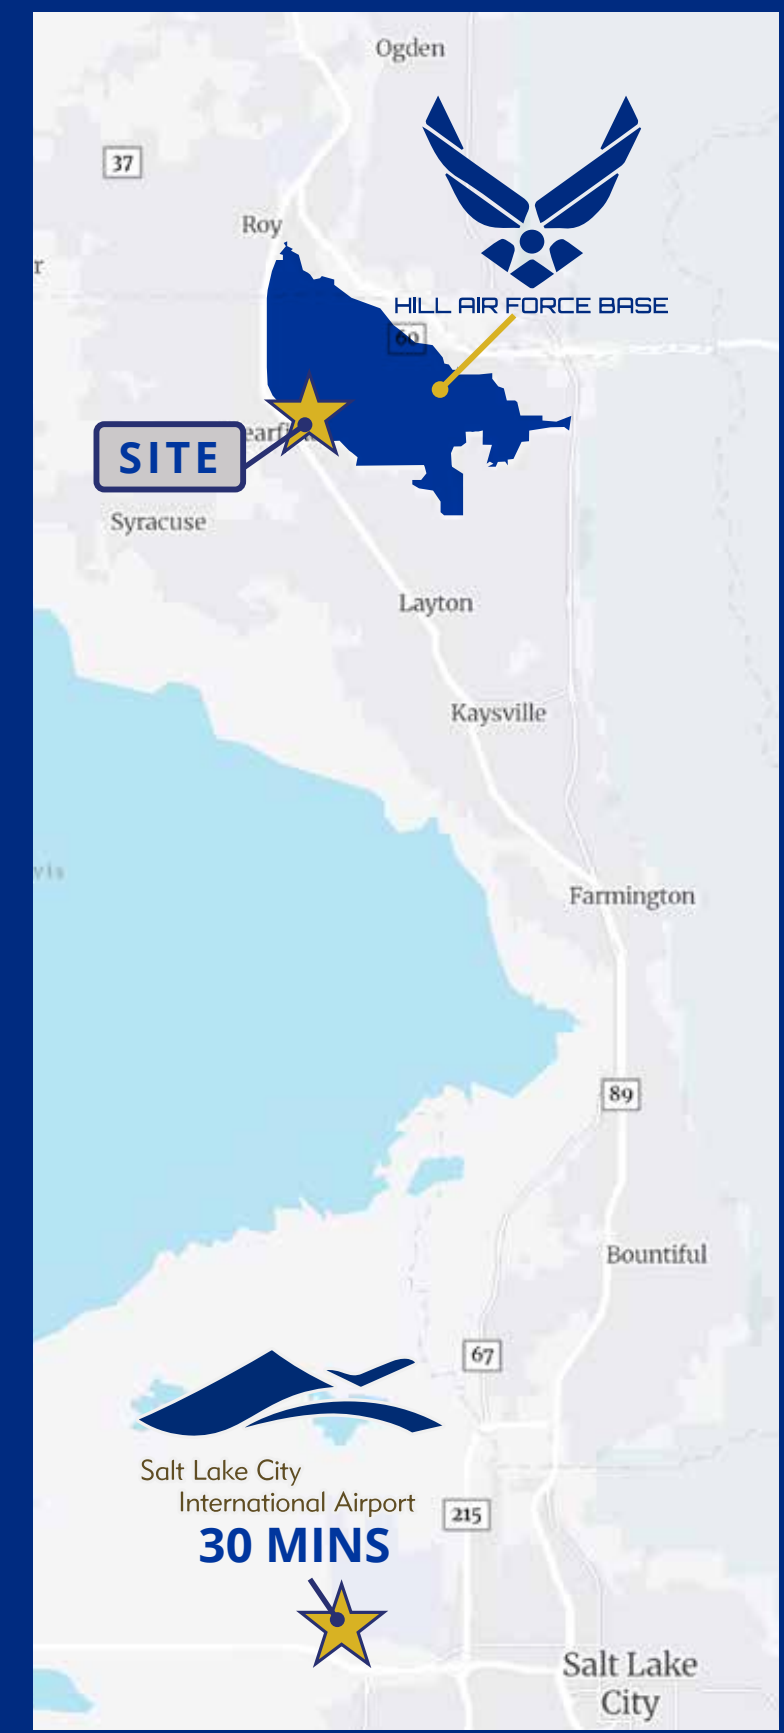 Ogden
37
Roy
r
HILL AIR FORCE BASE
60
SITE
Syracuse
Layton
Kaysville
vis
Farmington
89
Bountiful
67
Salt Lake City
International Airport
30 MINS
215
Salt Lake
City